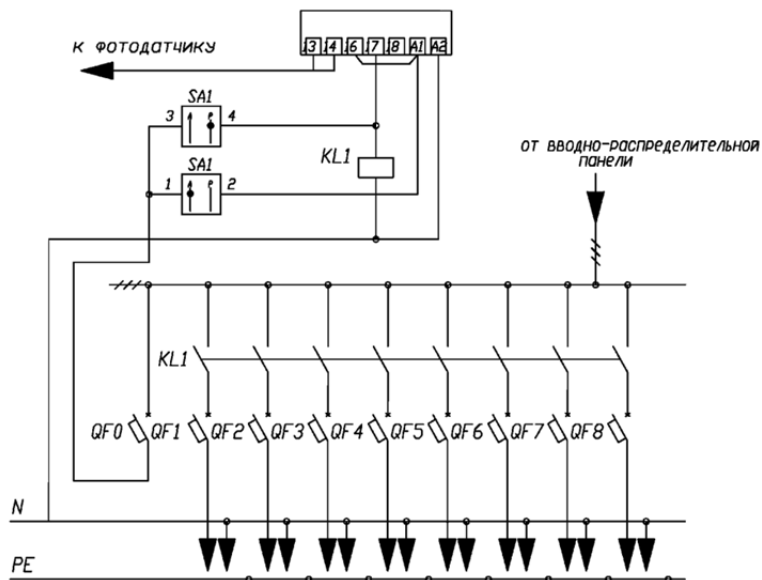 13 14 16 17 18 A1 A2
К ФОТОДАТЧИКУ
SA1
3 4
KL1
SA1
1 2
ОТ ВВОДНО-РАСПРЕДЕЛИТЕЛЬНОЙ
ПАНЕЛИ
KL1
QF0 QF1 QF2 QF3 QF4 QF5 QF6 QF7 QF8
N
PE